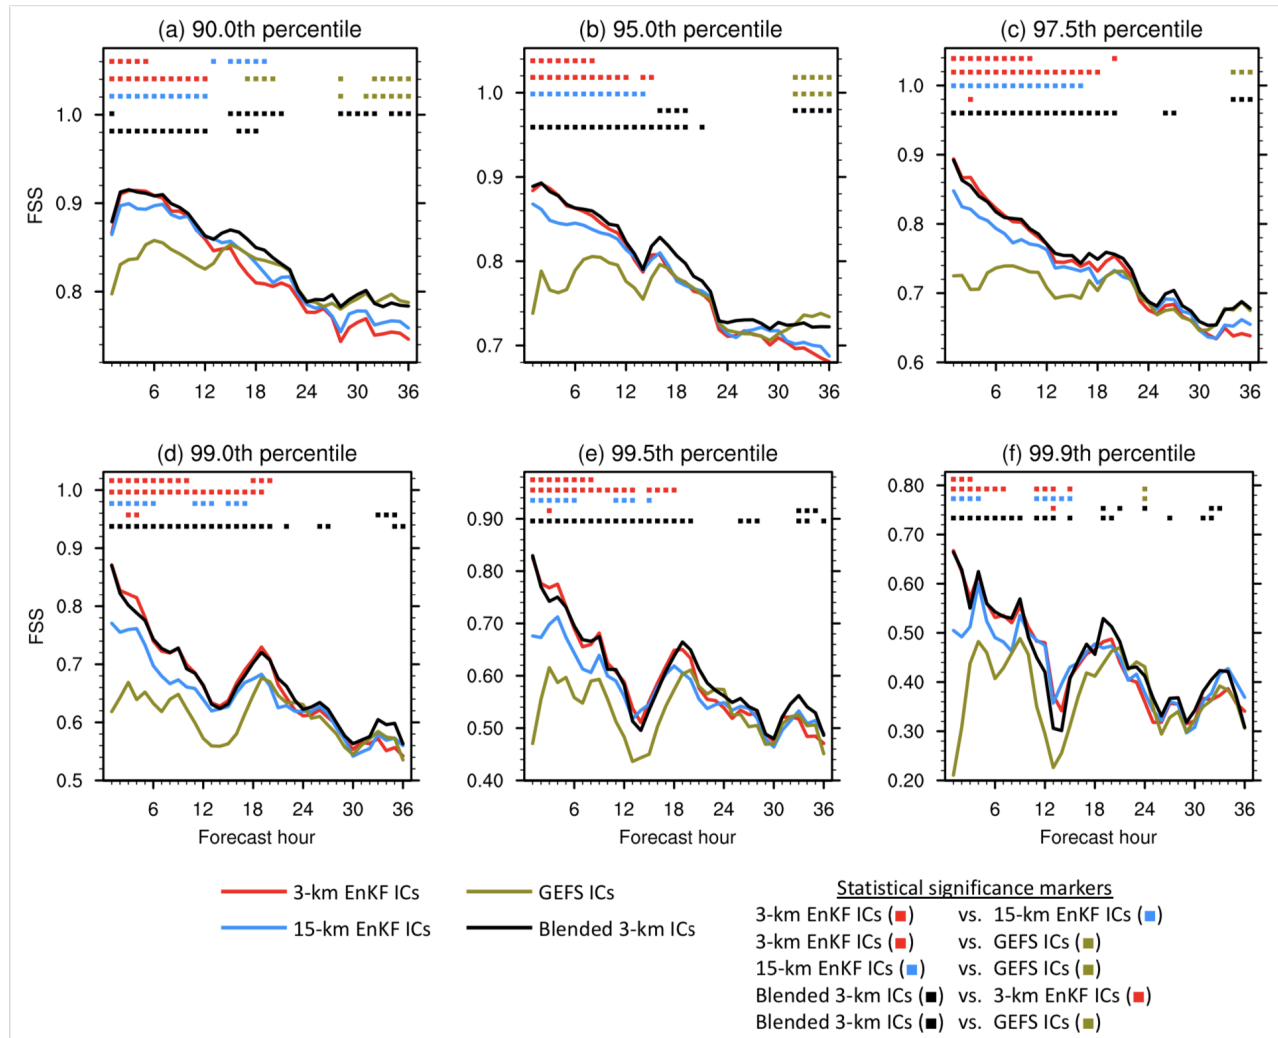 (a) 90.0th percentile
(b) 95.0th percentile
(c) 97.5th percentile
FSS
1.0
0.9
0.8
6 12 18 24 30 36
1.0
0.9
0.8
0.7
6 12 18 24 30 36
1.0
0.9
0.8
0.7
0.6
6 12 18 24 30 36
(d) 99.0th percentile
(e) 99.5th percentile
(f) 99.9th percentile
FSS
1.0
0.9
0.8
0.7
0.6
0.5
6 12 18 24 30 36
Forecast hour
0.90
0.80
0.70
0.60
0.50
0.40
6 12 18 24 30 36
Forecast hour
0.80
0.70
0.60
0.50
0.40
0.30
0.20
6 12 18 24 30 36
Forecast hour
3-km EnKF ICs
GEFS ICs
15-km EnKF ICs
Blended 3-km ICs
Statistical significance markers
3-km EnKF ICs (■) vs. 15-km EnKF ICs (■)
3-km EnKF ICs (■) vs. GEFS ICs (■)
15-km EnKF ICs (■) vs. GEFS ICs (■)
Blended 3-km ICs (■) vs. 3-km EnKF ICs (■)
Blended 3-km ICs (■) vs. GEFS ICs (■)